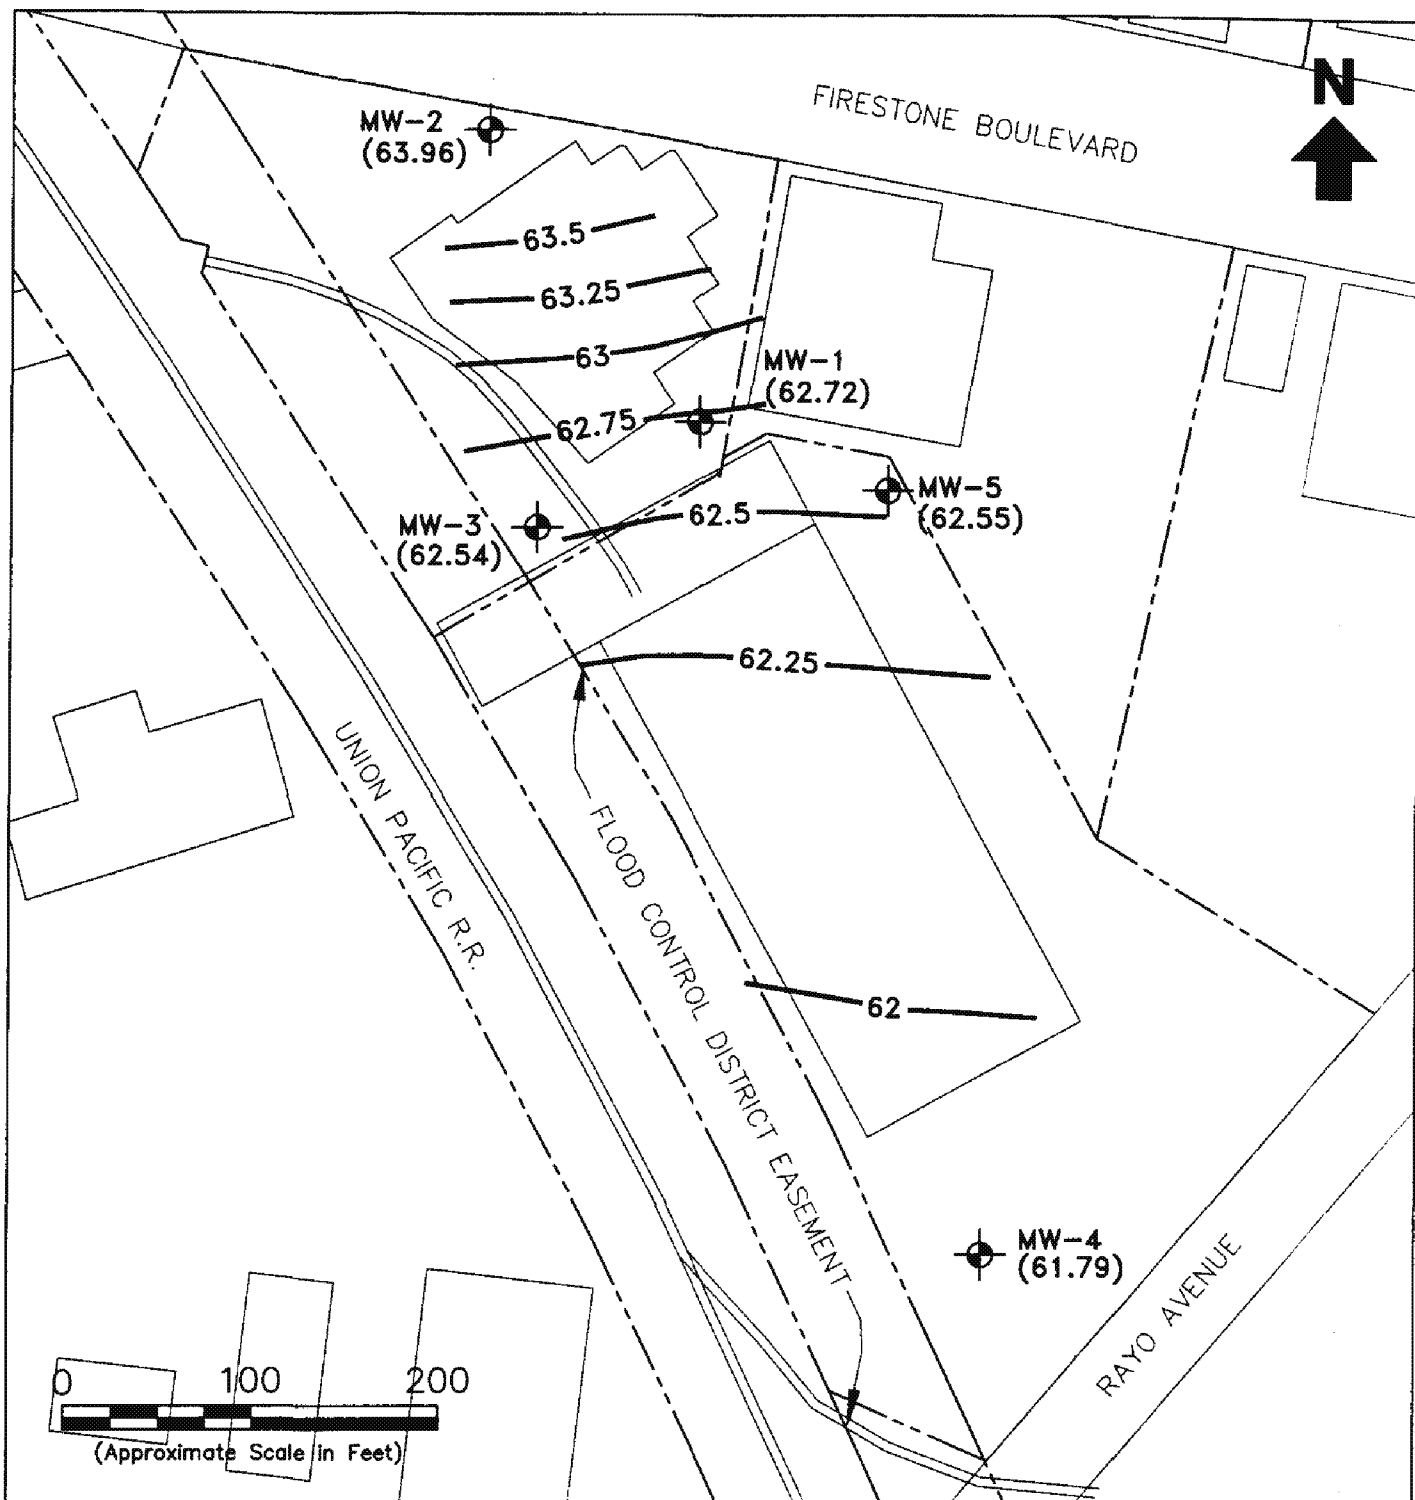 N
FIRESTONE BOULEVARD
MW-2
(63.96)
63.5
63.25
63
MW-1
(62.72)
62.75
MW-5
(62.55)
62.5
MW-3
(62.54)
62.25
UNION PACIFIC R.R.
FLOOD CONTROL DISTRICT EASEMENT
62
MW-4
(61.79)
RAYO AVENUE
0 100 200
(Approximate Scale in Feet)